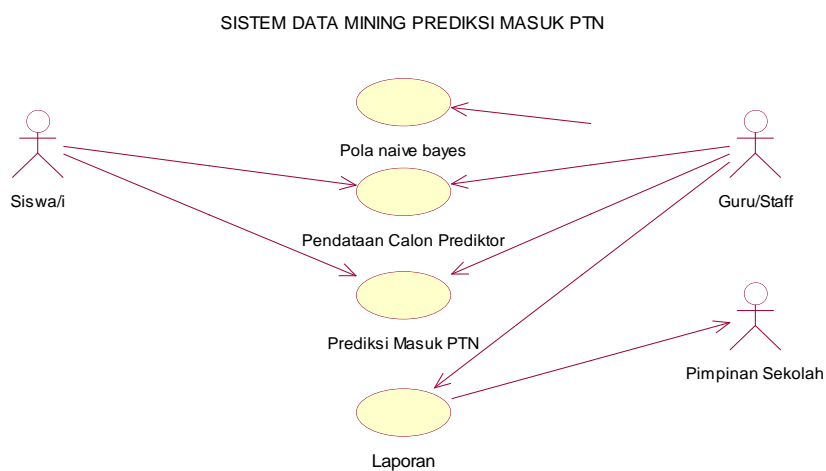 SISTEM DATA MINING PREDIKSI MASUK PTN
Pola naive bayes
Siswa/i
Guru/Staff
Pendataan Calon Prediktor
Prediksi Masuk PTN
Pimpinan Sekolah
Laporan